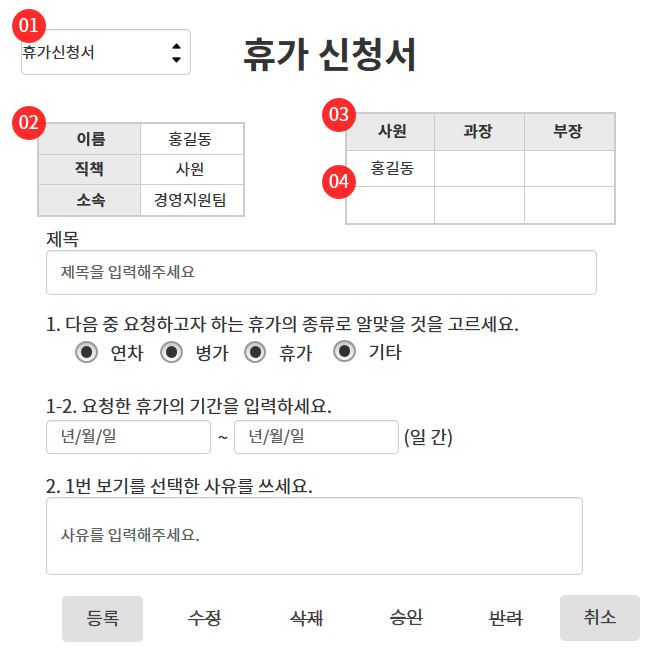 01
휴가신청서
휴가 신청서
02
이름 홍길동
직책 사원
소속 경영지원팀
03
사원 과장 부장
04
홍길동
제목
제목을 입력해주세요
1. 다음 중 요청하고자 하는 휴가의 종류로 알맞을 것을 고르세요.
연차 병가 휴가 기타
1-2. 요청한 휴가의 기간을 입력하세요.
년/월/일 ~ 년/월/일 (일 간)
2. 1번 보기를 선택한 사유를 쓰세요.
사유를 입력해주세요.
등록 수정 삭제 승인 반려 취소